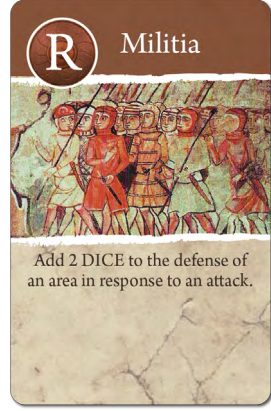 R Militia
Add 2 DICE to the defense of
an area in response to an attack.